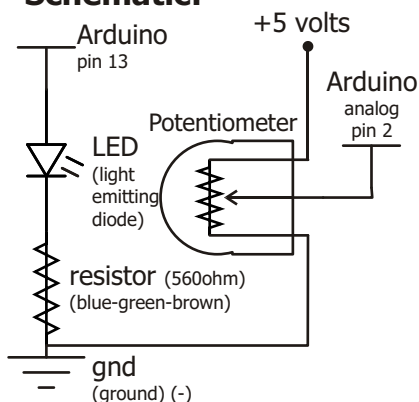 Schematic:
Arduino
pin 13
+5 volts
Arduino
analog
pin 2
Potentiometer
LED
(light
emitting
diode)
resistor (560ohm)
(blue-green-brown)
gnd
(ground) (-)